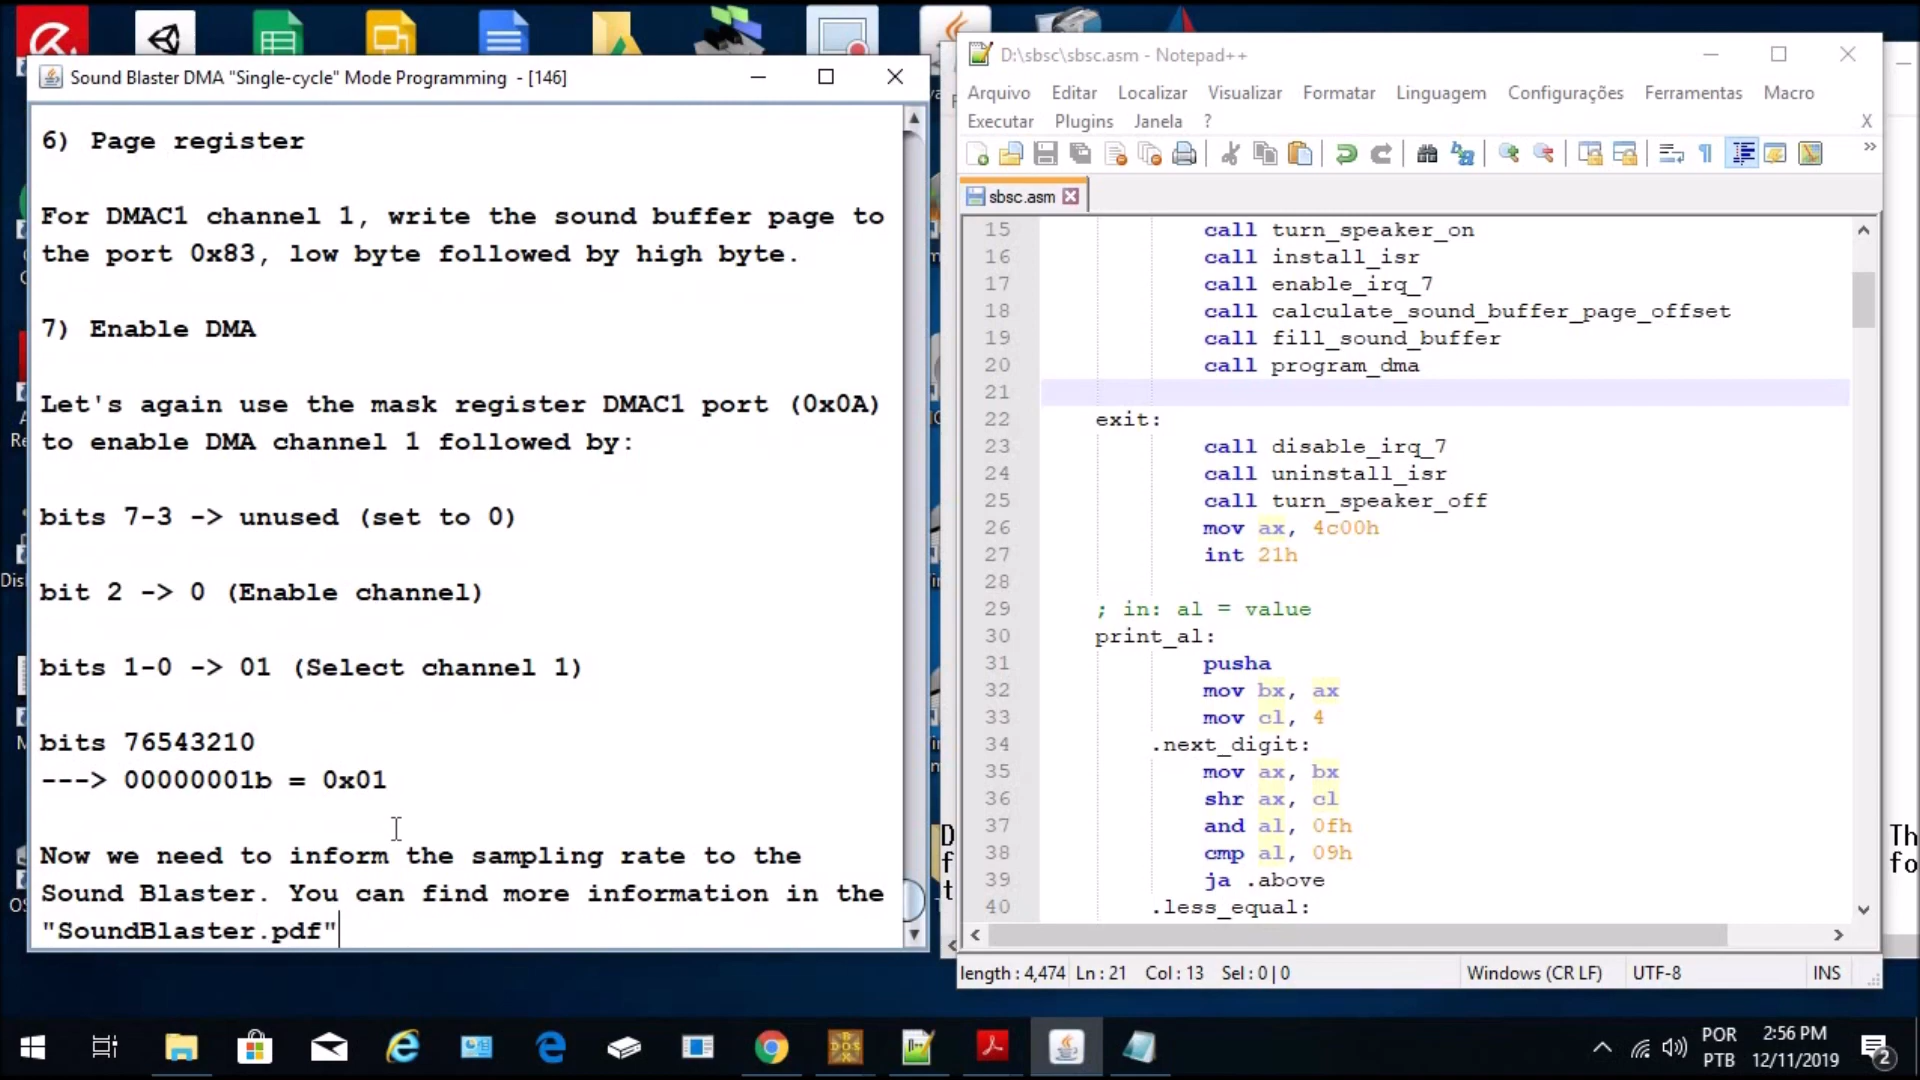 Sound Blaster DMA "Single-cycle" Mode Programming - [146]
6) Page register
For DMAC1 channel 1, write the sound buffer page to
the port 0x83, low byte followed by high byte.
7) Enable DMA
Let's again use the mask register DMAC1 port (0x0A)
to enable DMA channel 1 followed by:
bits 7-3 -> unused (set to 0)
bit 2 -> 0 (Enable channel)
bits 1-0 -> 01 (Select channel 1)
bits 76543210
---> 00000001b = 0x01
Now we need to inform the sampling rate to the
Sound Blaster. You can find more information in the
"SoundBlaster.pdf"
D:\sbsc\sbsc.asm - Notepad++
Arquivo Editar Localizar Visualizar Formatar Linguagem Configurações Ferramentas Macro
Executar Plugins Janela ? X
sbsc.asm
15 call turn_speaker_on
16 call install_isr
17 call enable_irq_7
18 call calculate_sound_buffer_page_offset
19 call fill_sound_buffer
20 call program_dma
21
22 exit:
23 call disable_irq_7
24 call uninstall_isr
25 call turn_speaker_off
26 mov ax, 4c00h
27 int 21h
28
29 ; in: al = value
30 print_al:
31 pusha
32 mov bx, ax
33 mov cl, 4
34 .next_digit:
35 mov ax, bx
36 shr ax, cl
37 and al, 0fh
38 cmp al, 09h
39 ja .above
40 .less_equal:
length : 4,474 Ln : 21 Col : 13 Sel : 0 | 0 Windows (CR LF) UTF-8 INS
Th
fo
D
f
t
POR
PTB
2:56 PM
12/11/2019
2